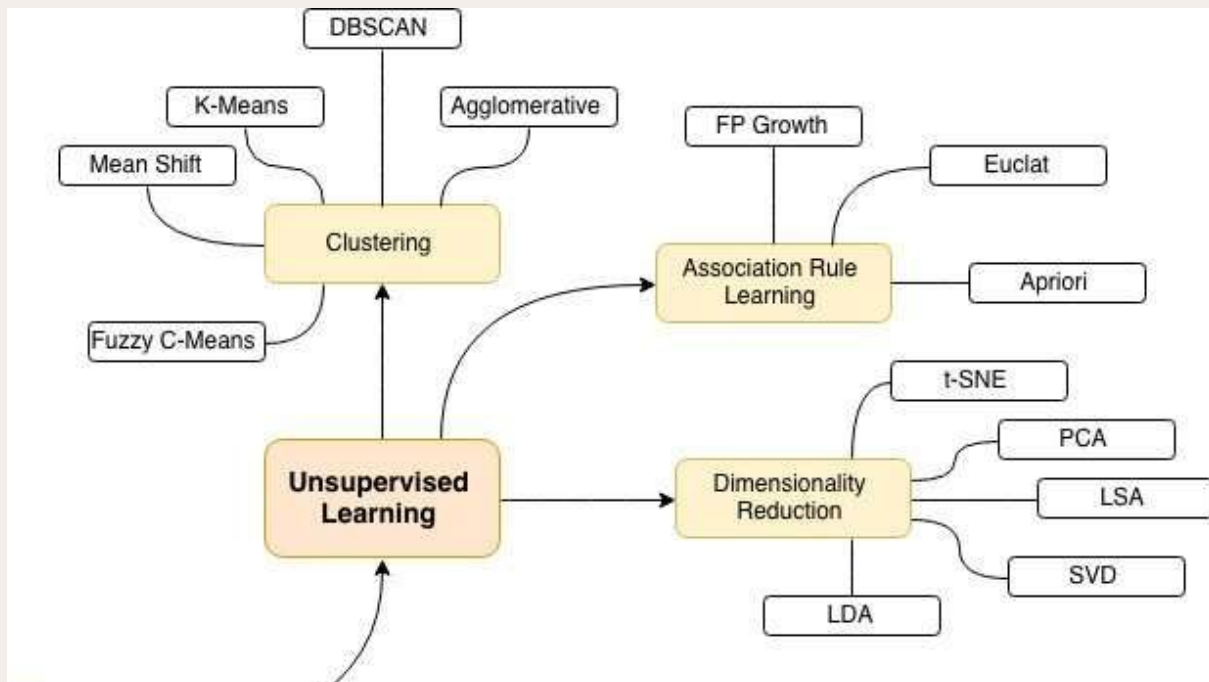 DBSCAN
K-Means
Agglomerative
FP Growth
Mean Shift
Euclat
Clustering
Association Rule
Learning
Apriori
Fuzzy C-Means
t-SNE
PCA
Unsupervised
Learning
Dimensionality
Reduction
LSA
SVD
LDA